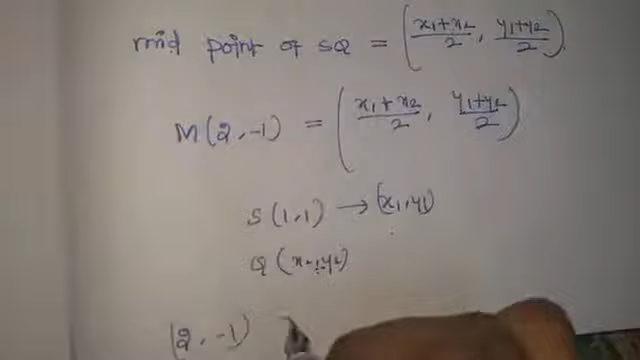 mid point of SQ = (x1+x2/2, y1+y2/2)
M(2,-1) = (x1+x2/2, y1+y2/2)
S(1,1) → (x1,y1)
Q(x2,y2)
(2,-1)